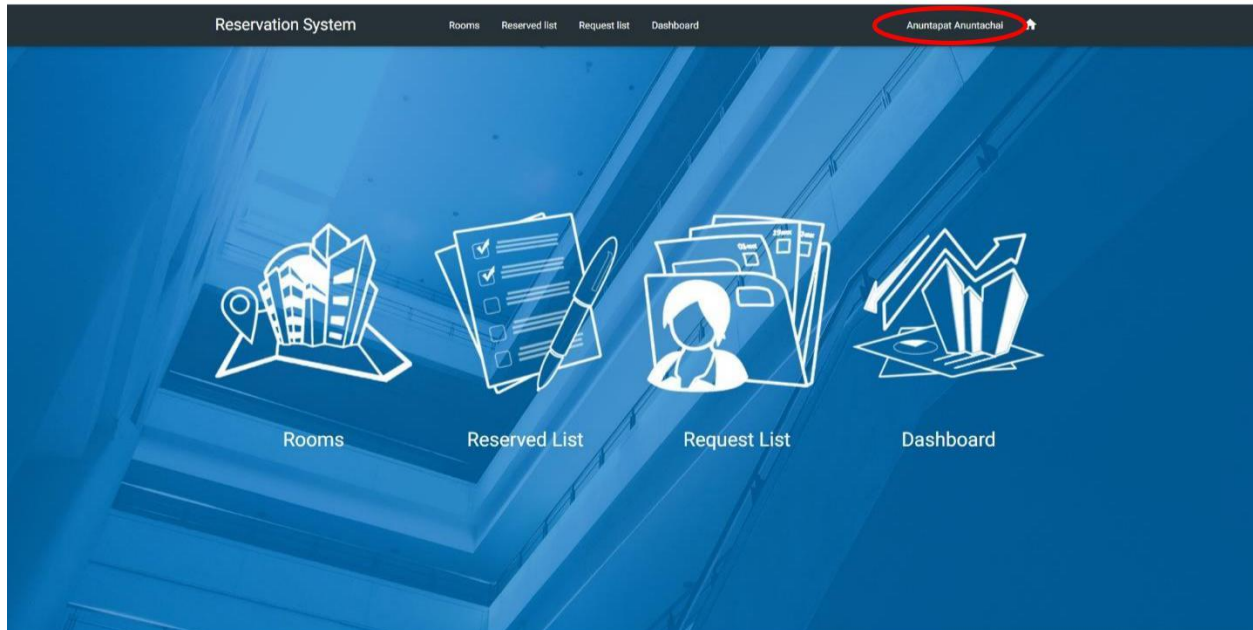 Reservation System Rooms Reserved list Request list Dashboard Anuntapat Anuntachai
Rooms Reserved List Request List Dashboard